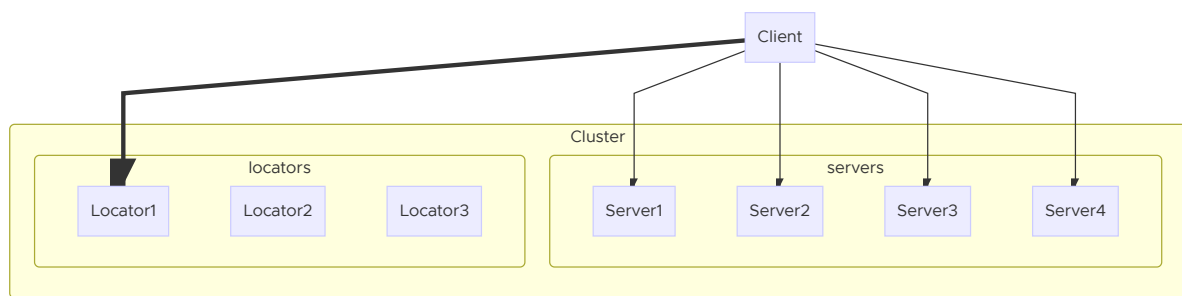 Client
Cluster
locators
servers
Locator1
Locator2
Locator3
Server1
Server2
Server3
Server4